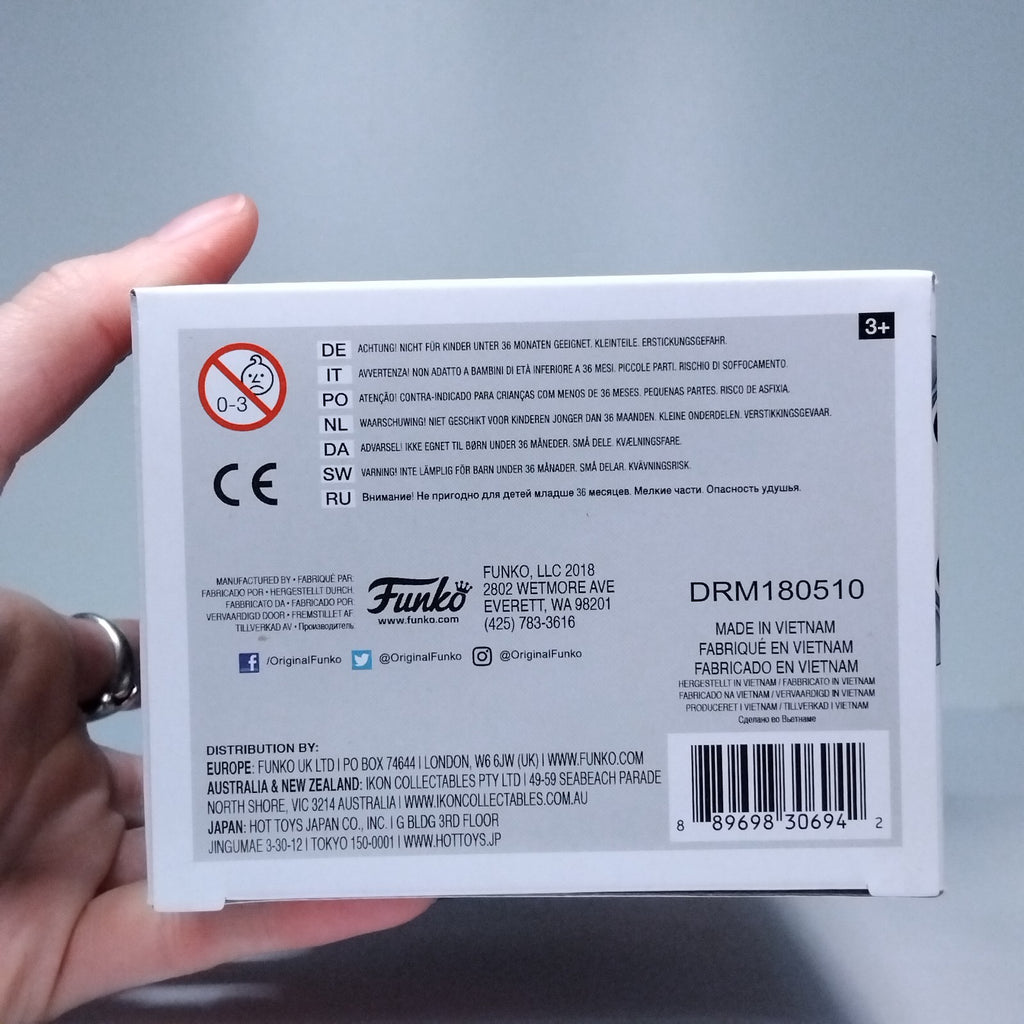 3+
0-3
DE ACHTUNG! NICHT FÜR KINDER UNTER 36 MONATEN GEEIGNET. KLEINTEILE. ERSTICKUNGSGEFAHR.
IT AVVERTENZA! NON ADATTO A BAMBINI DI ETÀ INFERIORE A 36 MESI. PICCOLE PARTI. RISCHIO DI SOFFOCAMENTO.
PO ATENÇÃO! CONTRA-INDICADO PARA CRIANÇAS COM MENOS DE 36 MESES. PEQUENAS PARTES. RISCO DE ASFIXIA.
NL WAARSCHUWING! NIET GESCHIKT VOOR KINDEREN JONGER DAN 36 MAANDEN. KLEINE ONDERDELEN. VERSTIKKINGSGEVAAR.
DA ADVARSEL! IKKE EGNET TIL BØRN UNDER 36 MÅNEDER. SMÅ DELE. KVÆLNINGSFARE.
SW VARNING! INTE LÄMPLIG FÖR BARN UNDER 36 MÅNADER. SMÅ DELAR. KVÄVNINGSRISK.
RU Внимание! Не пригодно для детей младше 36 месяцев. Мелкие части. Опасность удушья.
CE
MANUFACTURED BY • FABRIQUÉ PAR:
FABRICADO POR • HERGESTELLT DURCH:
FABBRICATO DA • FABRICADO POR
VERVAARDIGD DOOR • FREMSTILLET AF
TILLVERKAD AV • Производитель:
Funko
www.funko.com
FUNKO, LLC 2018
2802 WETMORE AVE
EVERETT, WA 98201
(425) 783-3616
/OriginalFunko @OriginalFunko @OriginalFunko
DRM180510
MADE IN VIETNAM
FABRIQUÉ EN VIETNAM
FABRICADO EN VIETNAM
HERGESTELLT IN VIETNAM / FABBRICATO IN VIETNAM
FABRICADO NA VIETNAM / VERVAARDIGD IN VIETNAM
PRODUCERET I VIETNAM / TILLVERKAD I VIETNAM
Сделано во Вьетнаме
DISTRIBUTION BY:
EUROPE: FUNKO UK LTD I PO BOX 74644 I LONDON, W6 6JW (UK) I WWW.FUNKO.COM
AUSTRALIA & NEW ZEALAND: IKON COLLECTABLES PTY LTD I 49-59 SEABEACH PARADE
NORTH SHORE, VIC 3214 AUSTRALIA I WWW.IKONCOLLECTABLES.COM.AU
JAPAN: HOT TOYS JAPAN CO., INC. I G BLDG 3RD FLOOR
JINGUMAE 3-30-12 I TOKYO 150-0001 I WWW.HOTTOYS.JP
8 89698 30694 2